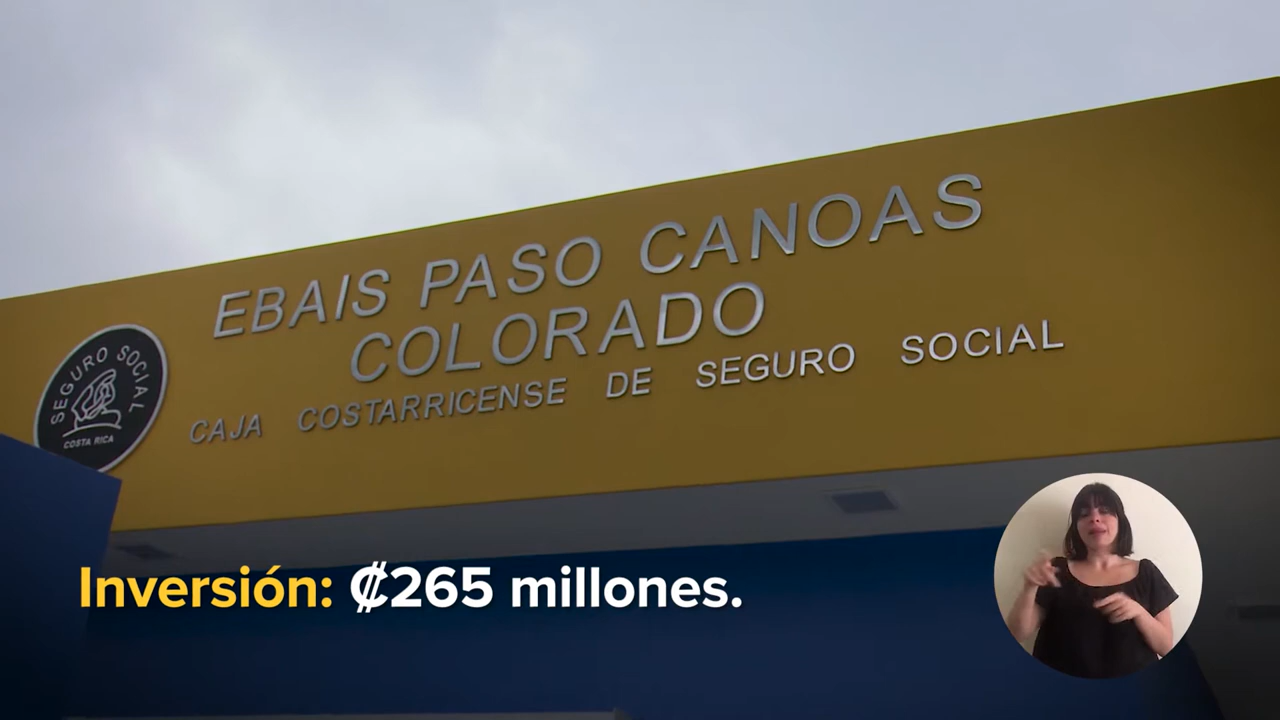 EBAIS PASO CANOAS
COLORADO
CAJA COSTARRICENSE DE SEGURO SOCIAL
SEGURO SOCIAL
COSTA RICA
Inversión: ₡265 millones.